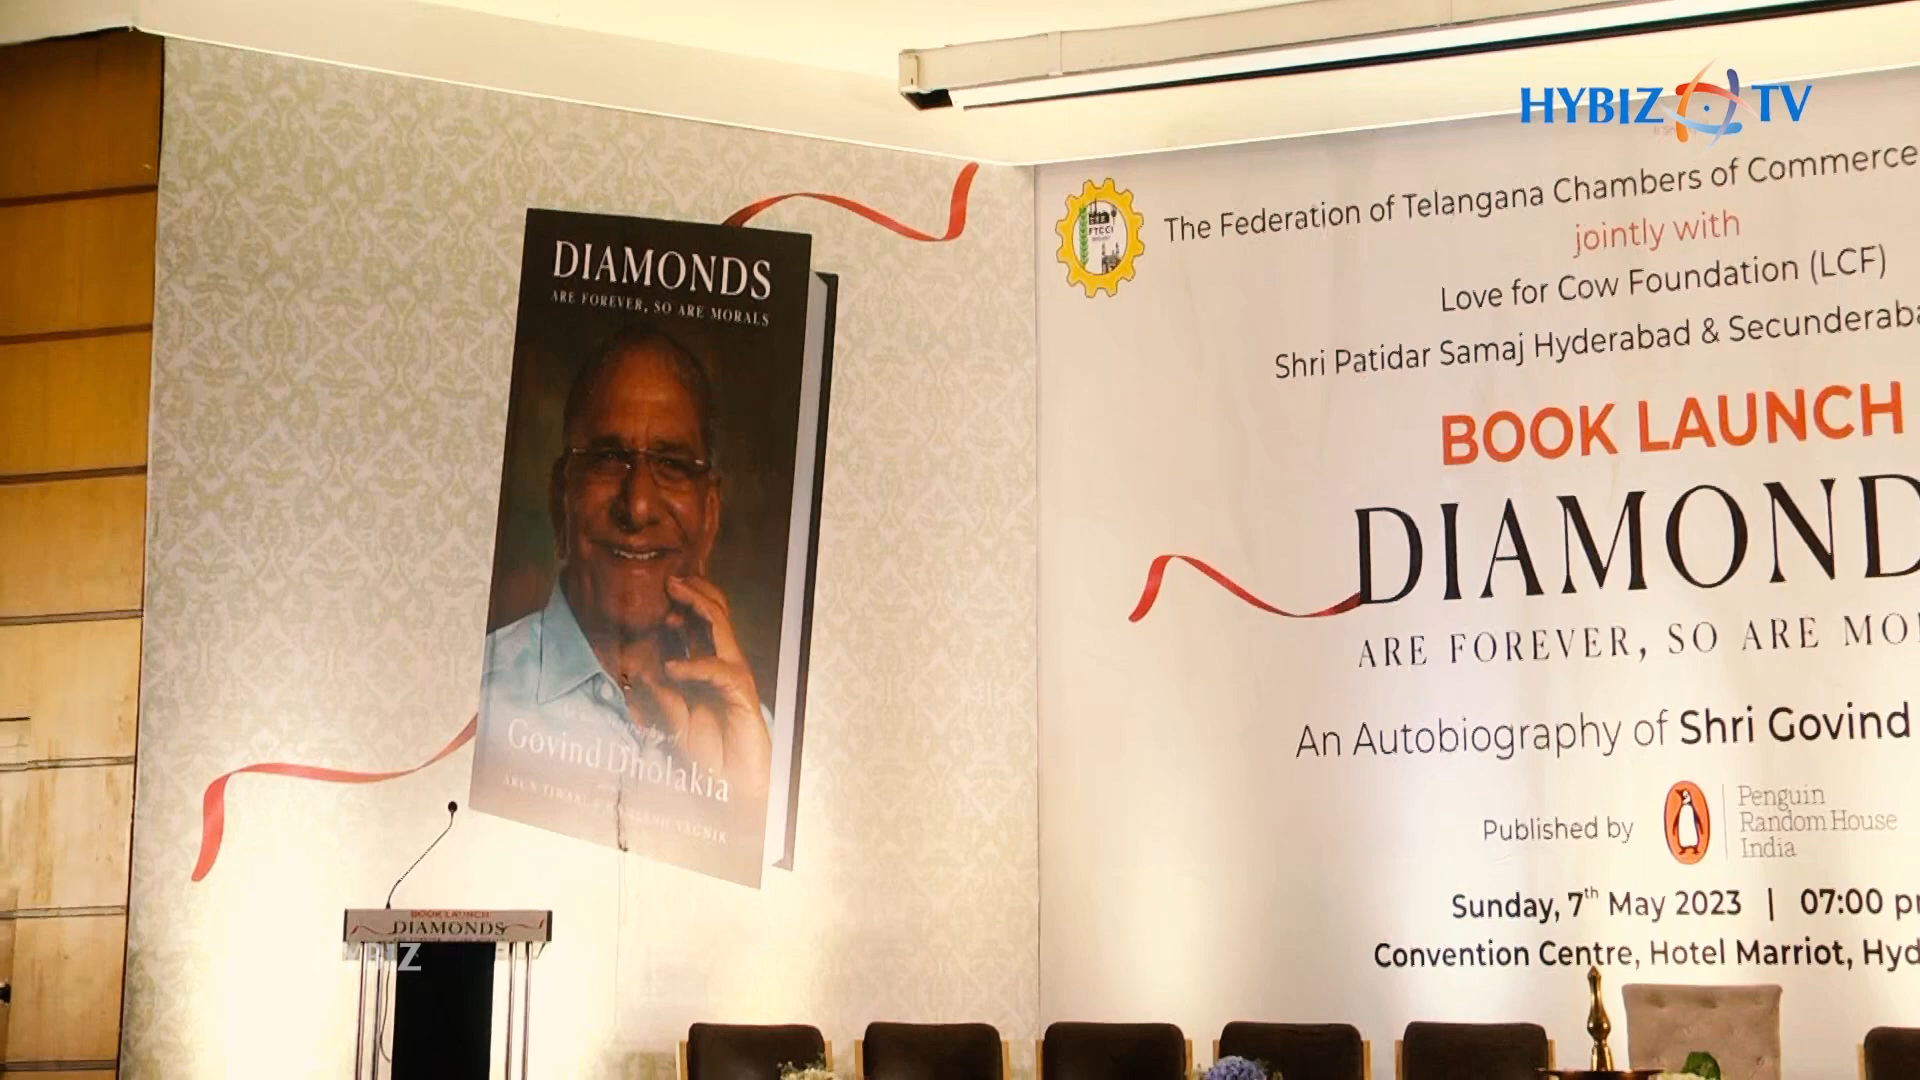 HYBIZ TV
DIAMONDS
ARE FOREVER, SO ARE MORALS
Govind Dholakia
FTCCI
The Federation of Telangana Chambers of Commerce
jointly with
Love for Cow Foundation (LCF)
Shri Patidar Samaj Hyderabad & Secunderaba
BOOK LAUNCH
DIAMOND
ARE FOREVER, SO ARE MO
An Autobiography of Shri Govind
Published by
Penguin
Random House
India
Sunday, 7th May 2023 | 07:00 p
Convention Centre, Hotel Marriot, Hyd
BOOK LAUNCH
DIAMONDS